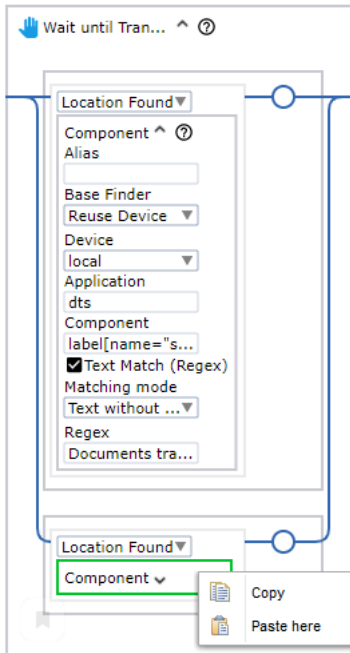 Wait until Tran...
Location Found
Component
Alias
Base Finder
Reuse Device
Device
local
Application
dts
Component
label[name="s...
Text Match (Regex)
Matching mode
Text without ...
Regex
Documents tra...
Location Found
Component
Copy
Paste here